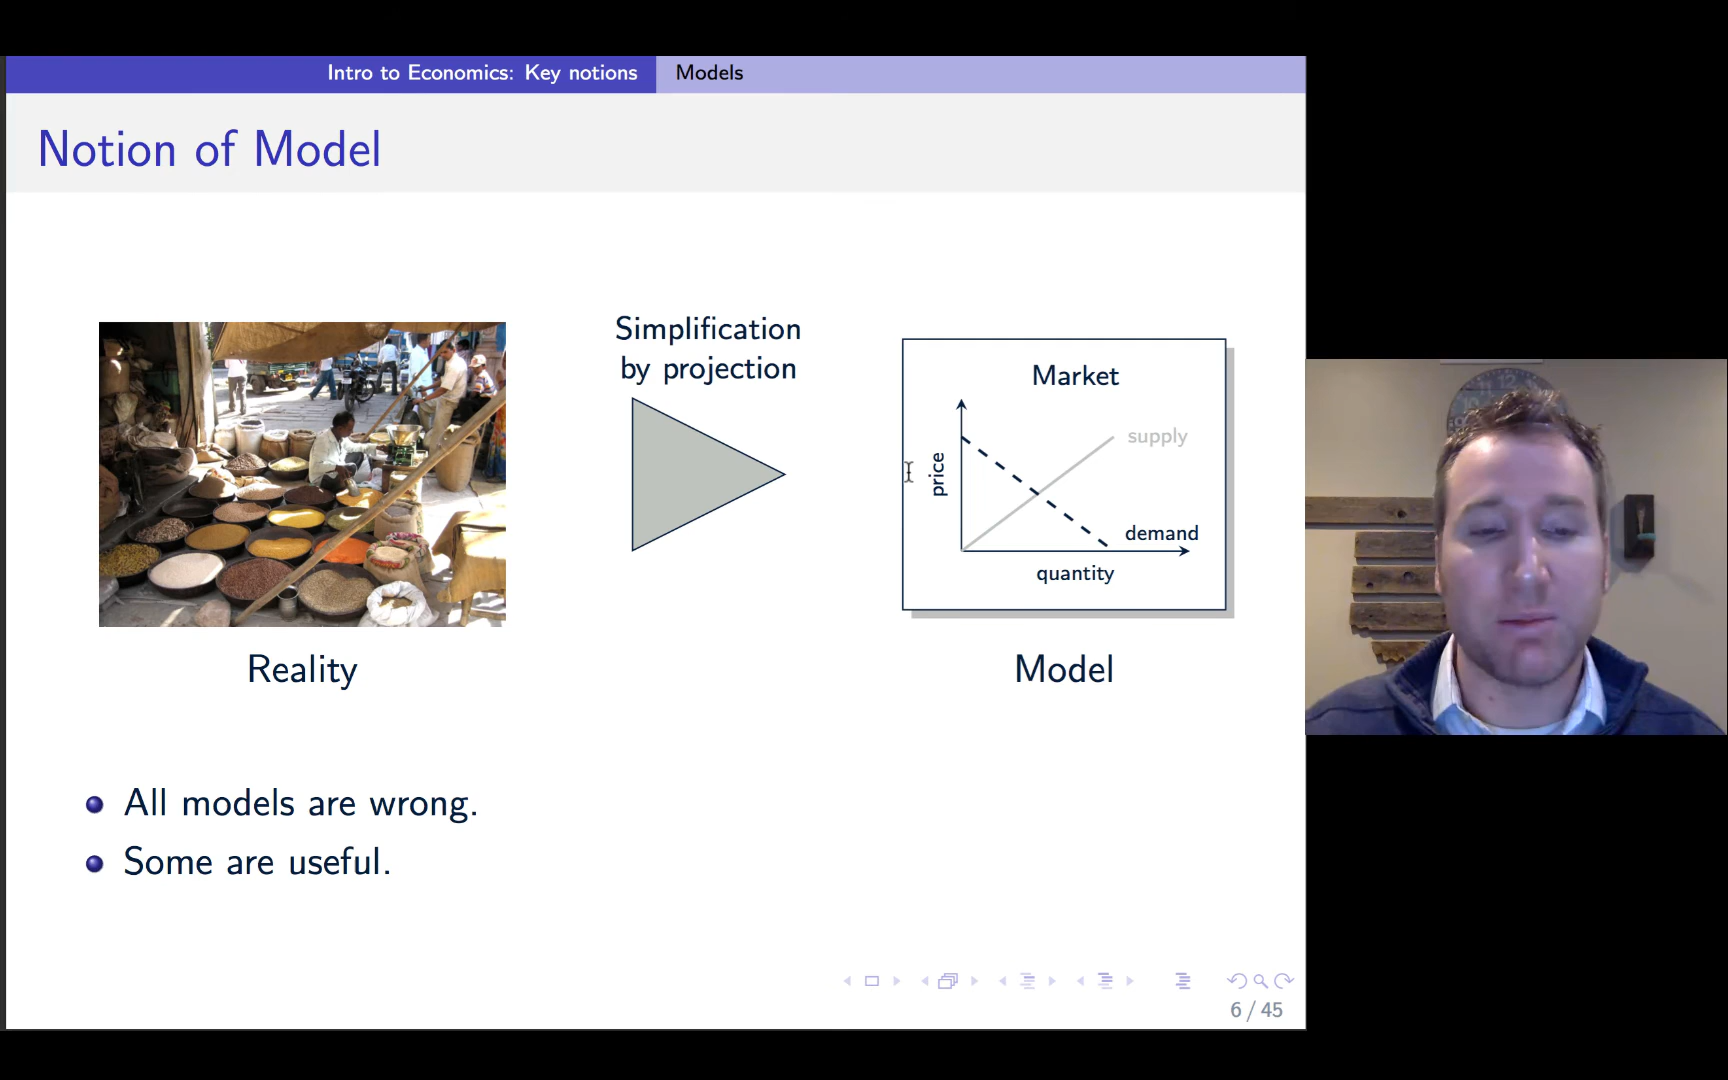 Intro to Economics: Key notions
Models
Notion of Model
Simplification
by projection
Market
price
supply
demand
quantity
Reality
Model
All models are wrong.
Some are useful.
6 / 45